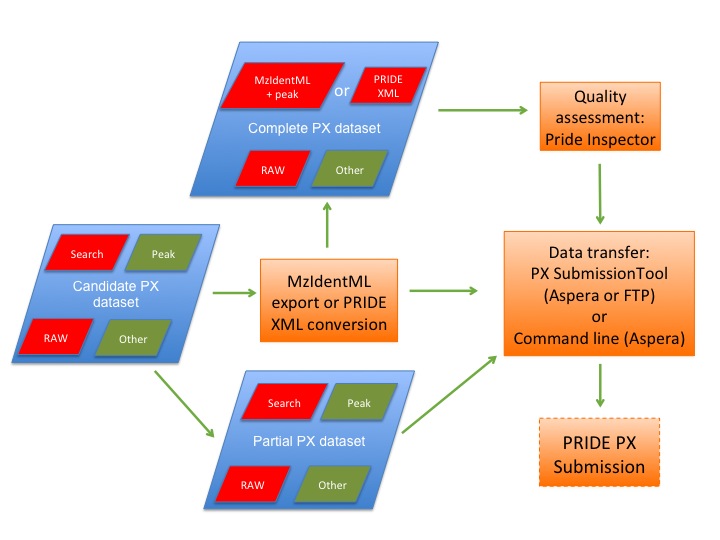 MzIdentML
+ peak
or
PRIDE
XML
Complete PX dataset
RAW
Other
Quality
assessment:
Pride Inspector
Search
Peak
Candidate PX
dataset
RAW
Other
MzIdentML
export or PRIDE
XML conversion
Data transfer:
PX SubmissionTool
(Aspera or FTP)
or
Command line (Aspera)
Search
Peak
Partial PX dataset
RAW
Other
PRIDE PX
Submission